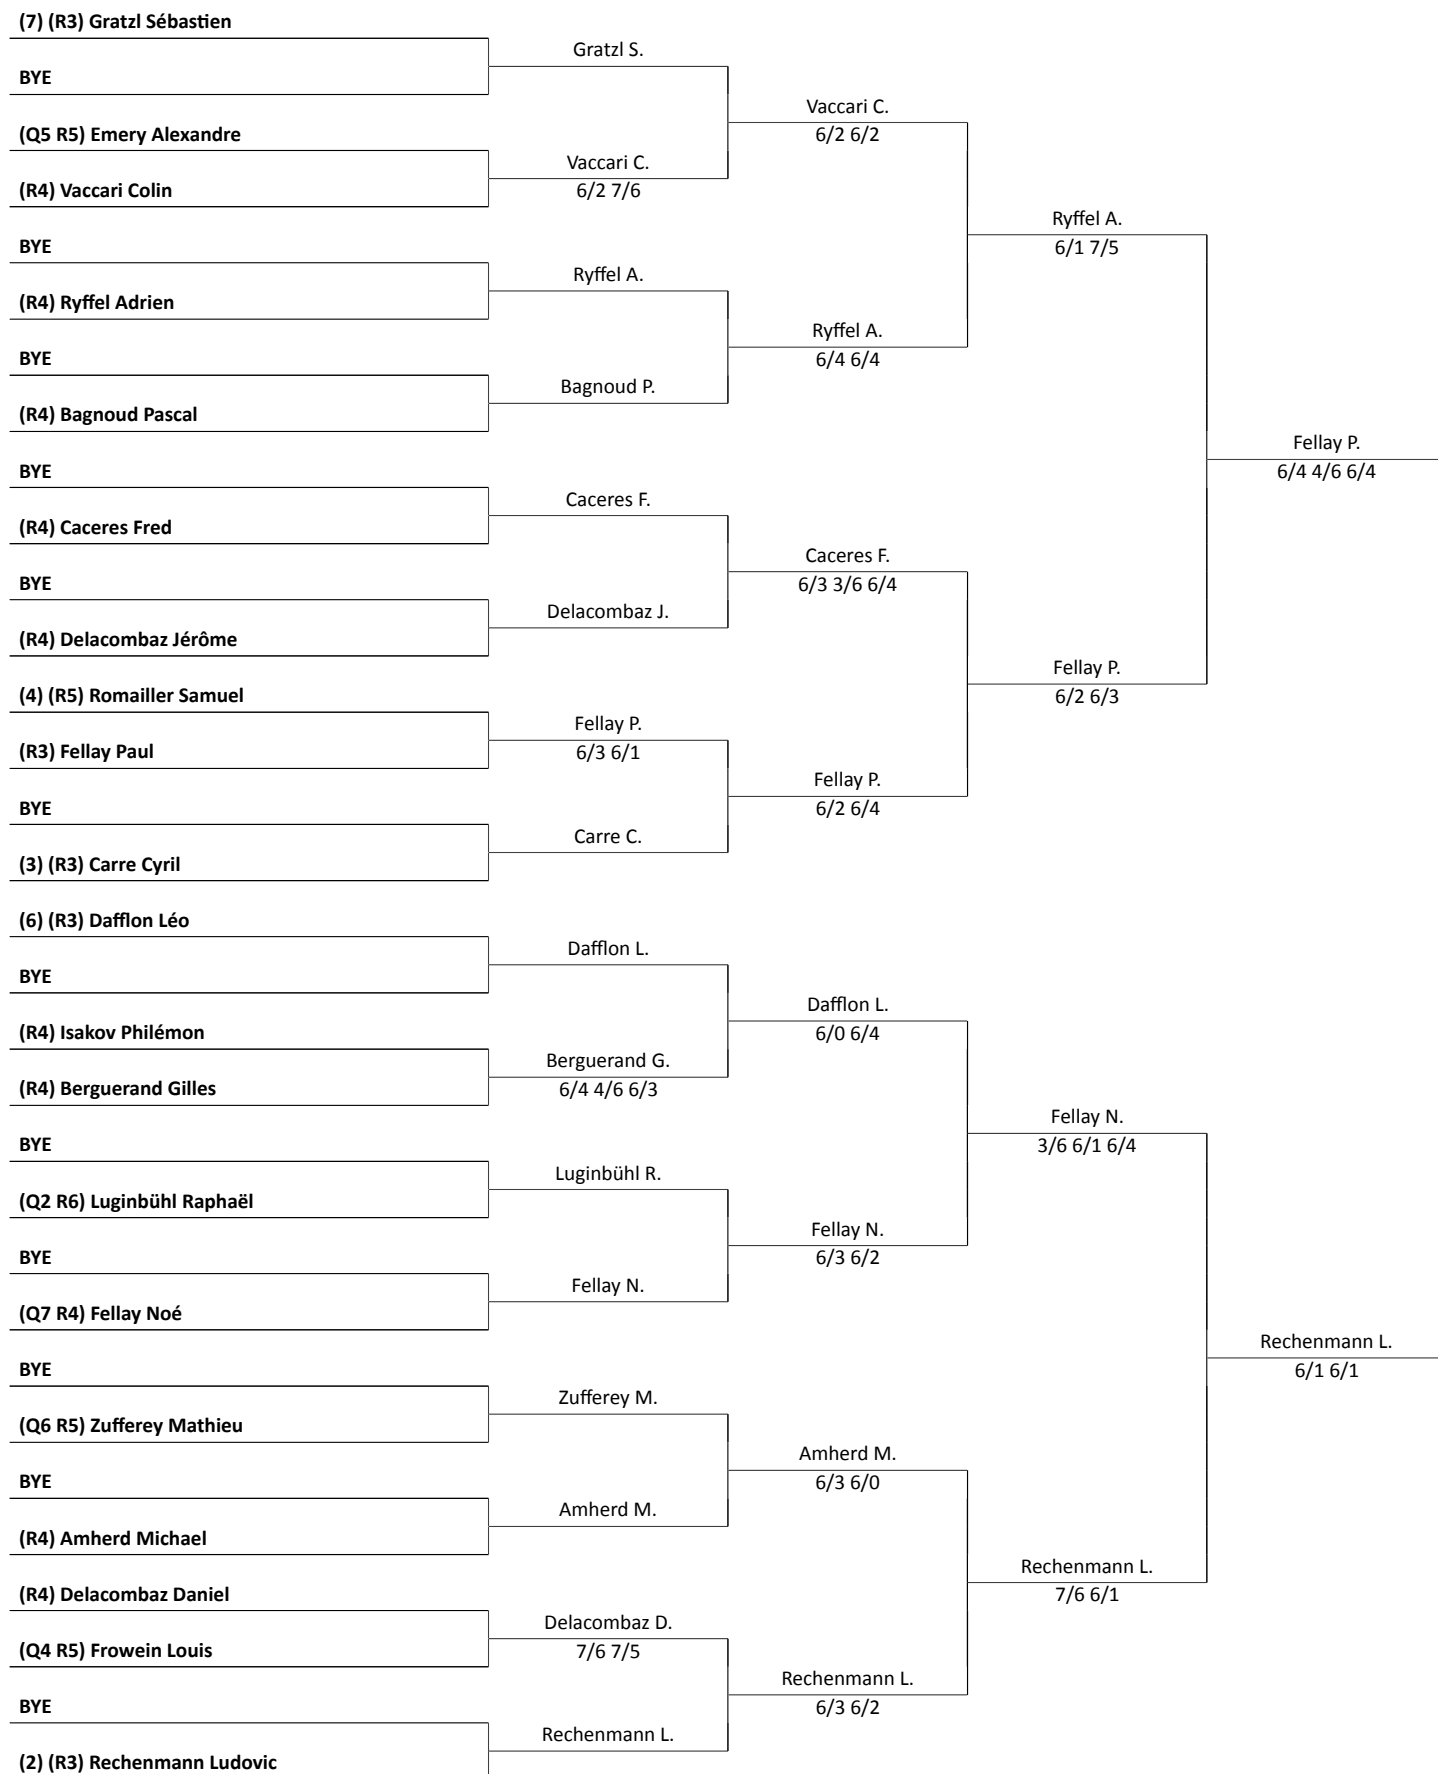 (7) (R3) Gratzl Sébastien
Gratzl S.
BYE
Vaccari C.
(Q5 R5) Emery Alexandre
6/2 6/2
Vaccari C.
(R4) Vaccari Colin
6/2 7/6
Ryffel A.
BYE
6/1 7/5
Ryffel A.
(R4) Ryffel Adrien
Ryffel A.
BYE
6/4 6/4
Bagnoud P.
(R4) Bagnoud Pascal
Fellay P.
BYE
6/4 4/6 6/4
Caceres F.
(R4) Caceres Fred
Caceres F.
BYE
6/3 3/6 6/4
Delacombaz J.
(R4) Delacombaz Jérôme
Fellay P.
(4) (R5) Romailler Samuel
6/2 6/3
Fellay P.
(R3) Fellay Paul
6/3 6/1
Fellay P.
BYE
6/2 6/4
Carre C.
(3) (R3) Carre Cyril
(6) (R3) Dafflon Léo
Dafflon L.
BYE
Dafflon L.
(R4) Isakov Philémon
6/0 6/4
Berguerand G.
(R4) Berguerand Gilles
6/4 4/6 6/3
Fellay N.
BYE
3/6 6/1 6/4
Luginbühl R.
(Q2 R6) Luginbühl Raphaël
Fellay N.
BYE
6/3 6/2
Fellay N.
(Q7 R4) Fellay Noé
Rechenmann L.
BYE
6/1 6/1
Zufferey M.
(Q6 R5) Zufferey Mathieu
Amherd M.
BYE
6/3 6/0
Amherd M.
(R4) Amherd Michael
Rechenmann L.
(R4) Delacombaz Daniel
7/6 6/1
Delacombaz D.
(Q4 R5) Frowein Louis
7/6 7/5
Rechenmann L.
BYE
6/3 6/2
Rechenmann L.
(2) (R3) Rechenmann Ludovic